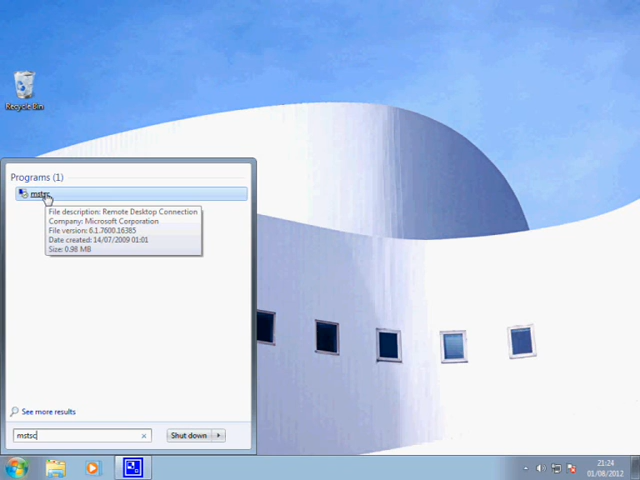 Recycle Bin
Programs (1)
mstsc
File description: Remote Desktop Connection
Company: Microsoft Corporation
File version: 6.1.7600.16385
Date created: 14/07/2009 01:01
Size: 0.98 MB
See more results
mstsc
Shut down
21:24
01/08/2012